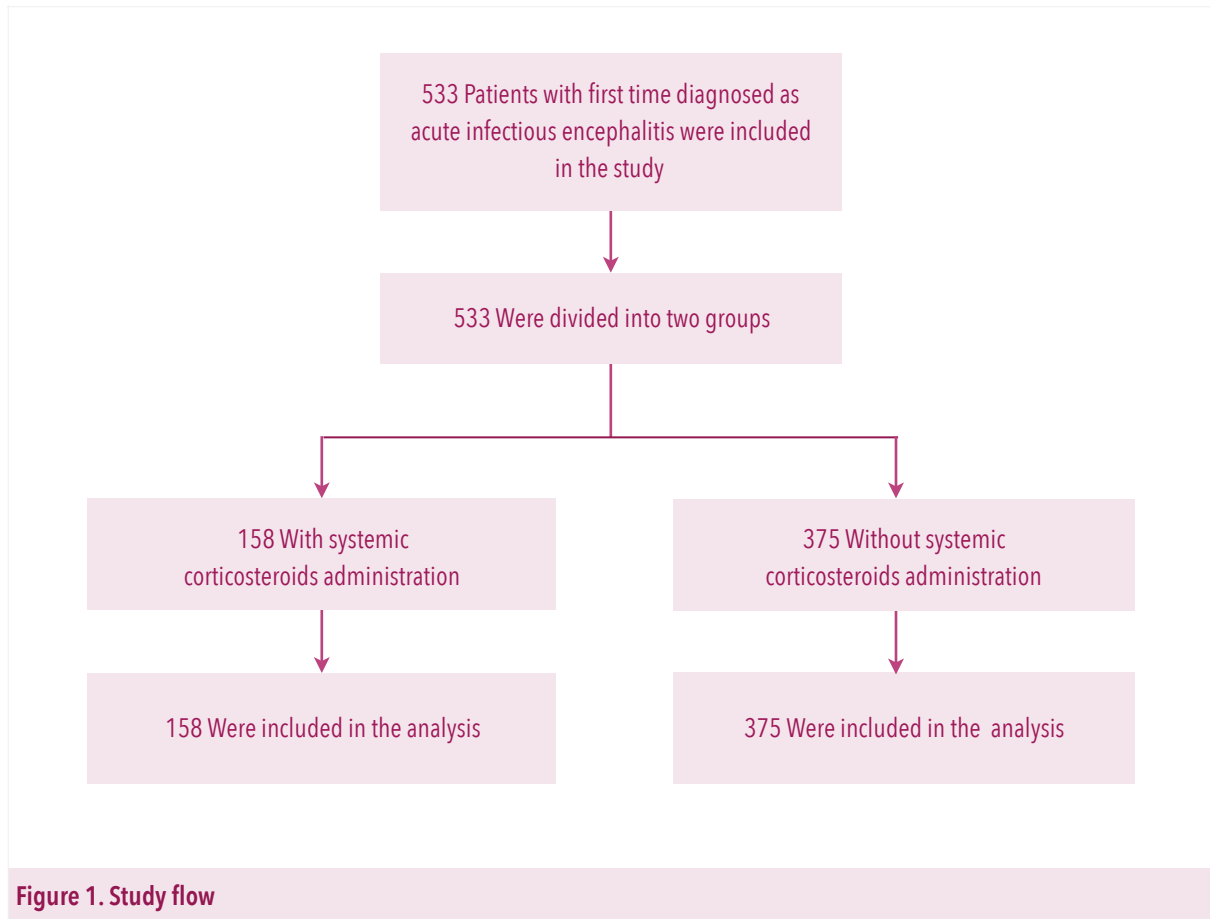 533 Patients with first time diagnosed as
acute infectious encephalitis were included
in the study
533 Were divided into two groups
158 With systemic
corticosteroids administration
375 Without systemic
corticosteroids administration
158 Were included in the analysis
375 Were included in the analysis
Figure 1. Study flow